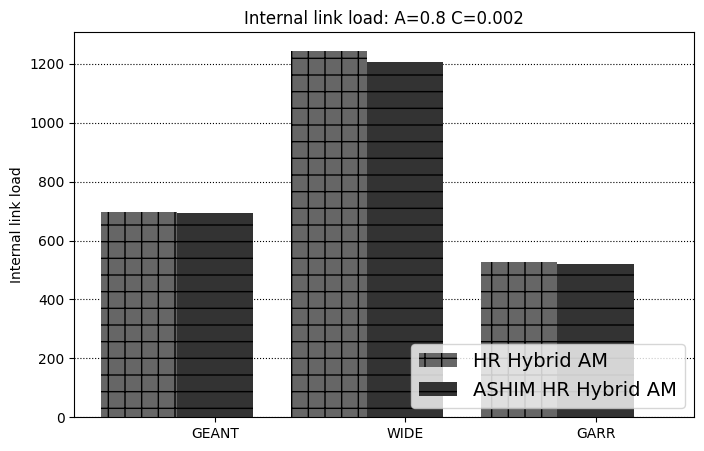 Internal link load: A=0.8 C=0.002
Internal link load
1200
1000
800
600
400
200
0
HR Hybrid AM
ASHIM HR Hybrid AM
GEANT
WIDE
GARR